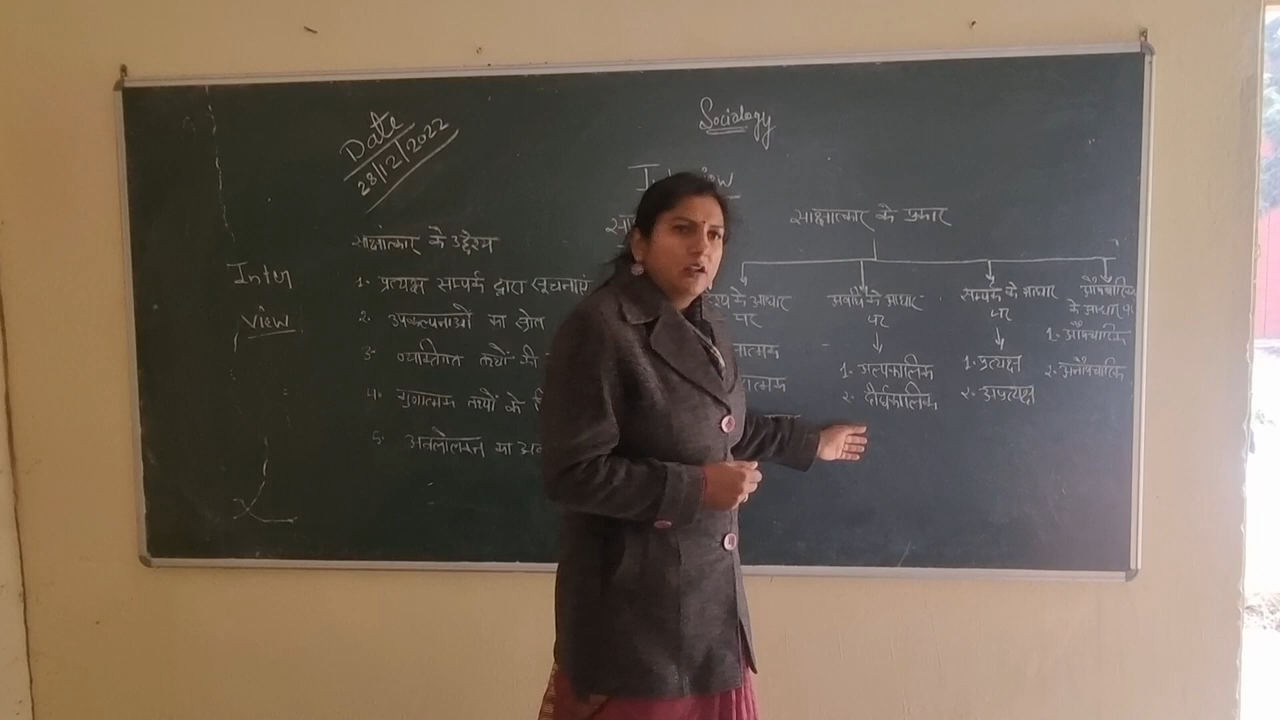 Date
28/12/2022
Sociology
साक्षात्कार के प्रकार
साक्षात्कार के उद्देश्य
Inter
View
1. प्रत्यक्ष सम्पर्क द्वारा सूचनाएं
2. उपकल्पनाओं का स्रोत
3. व्यक्तिगत तथ्यों की
4. गुणात्मक तथ्यों के
5. अवलोकन का
के आधार
पर
अवधि के आधार
पर
1. अल्पकालिक
2. दीर्घकालिक
सम्पर्क के आधार
पर
1. प्रत्यक्ष
2. अप्रत्यक्ष
औपचारिक
के आधार पर
1. औपचारिक
2. अनौपचारिक